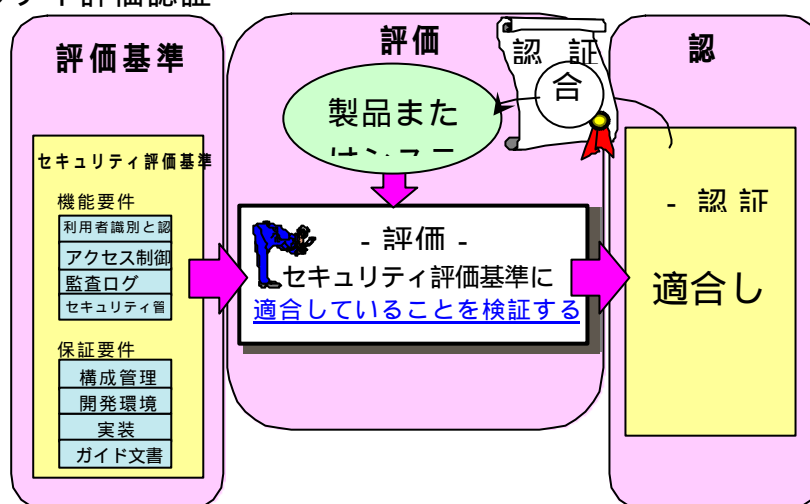 評価認証
評価基準
セキュリティ評価基準
機能要件
利用者識別と認
アクセス制御
監査ログ
セキュリティ管
保証要件
構成管理
開発環境
実装
ガイド文書
評価
製品また
- 評価 -
セキュリティ評価基準に
適合していることを検証する
認 証
合
認
- 認 証
適合し